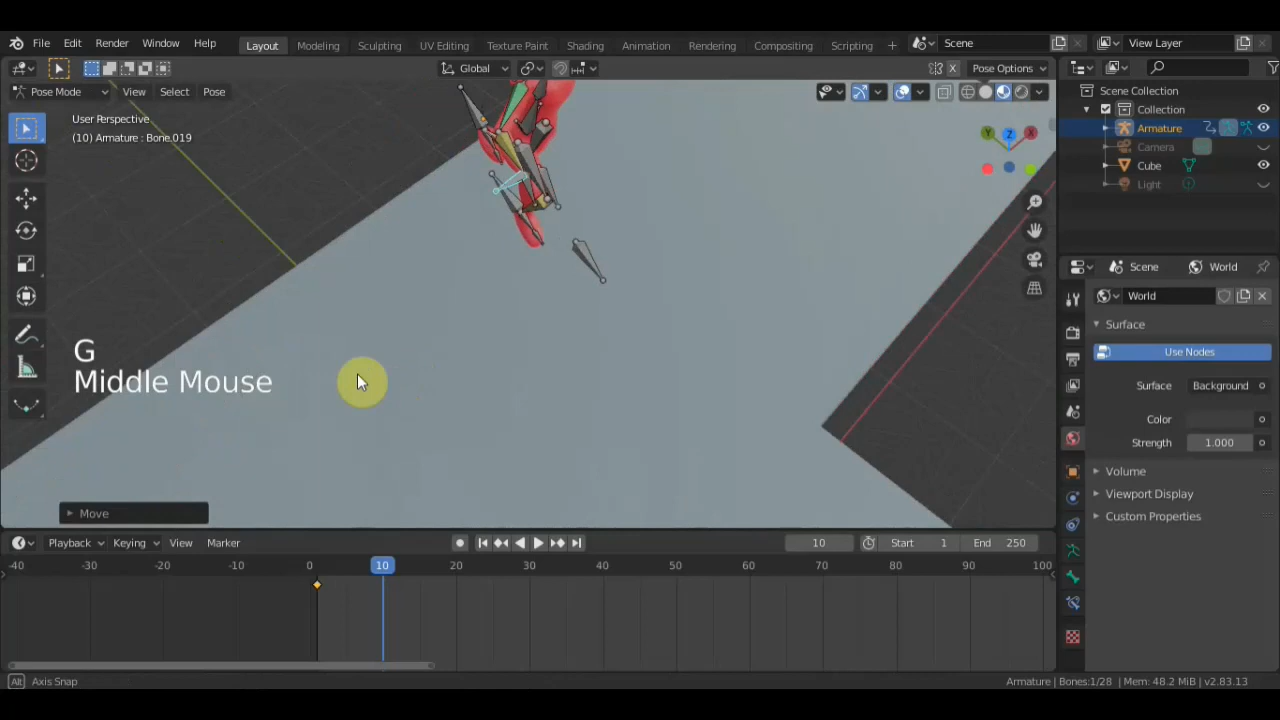 File Edit Render Window Help Layout Modeling Sculpting UV Editing Texture Paint Shading Animation Rendering Compositing Scripting + Scene View Layer
Global Pose Options
Pose Mode View Select Pose
User Perspective
(10) Armature : Bone.019
Y Z X
G
Middle Mouse
Move
Scene Collection
Collection
Armature
Camera
Cube
Light
Scene World
World
Surface
Use Nodes
Surface Background
Color
Strength 1.000
Volume
Viewport Display
Custom Properties
Playback Keying View Marker 10 Start 1 End 250
-40 -30 -20 -10 0 10 20 30 40 50 60 70 80 90 100
Alt Axis Snap Armature | Bones:1/28 | Mem: 48.2 MiB | v2.83.13